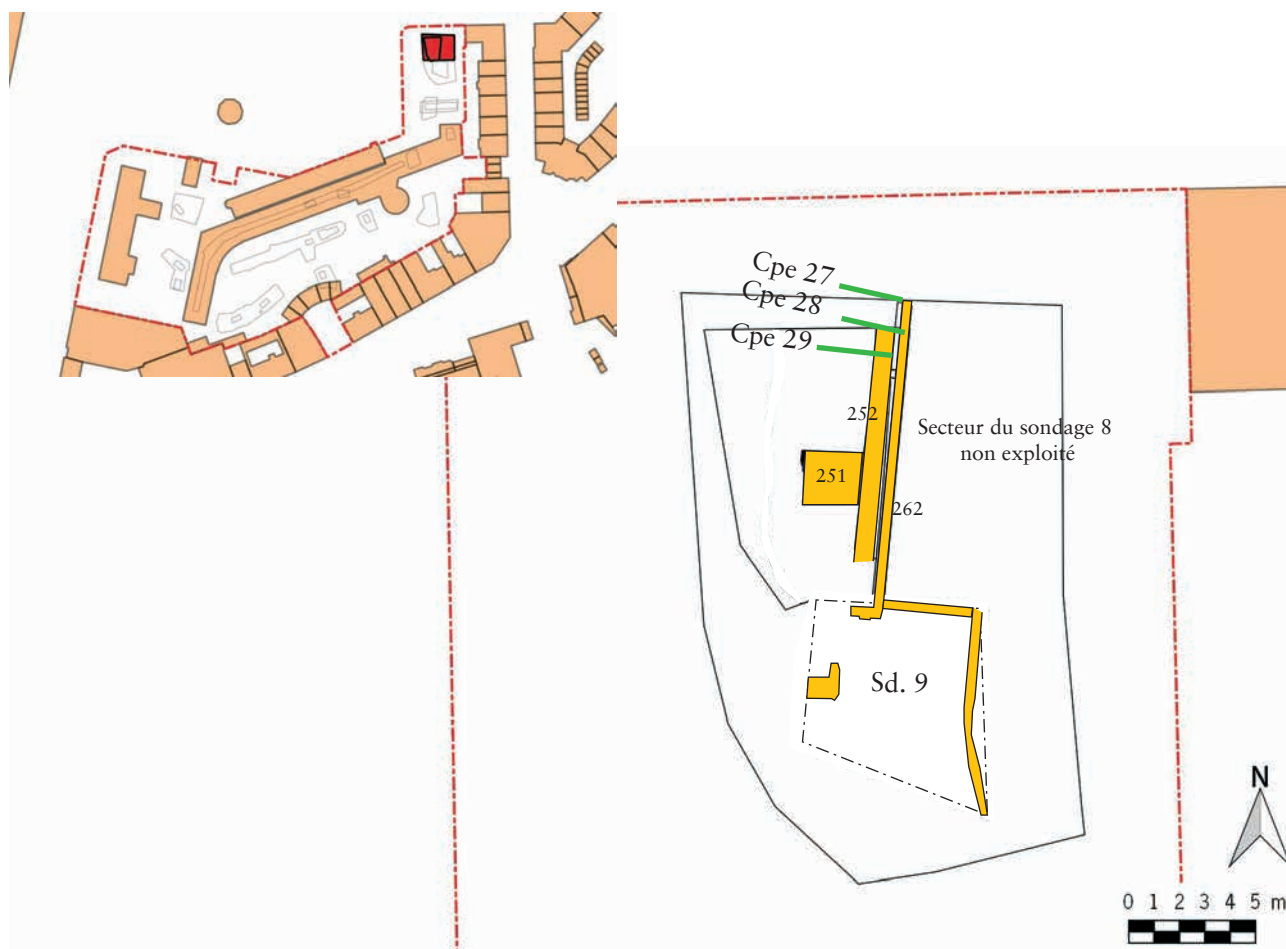 Cpe 27
Cpe 28
Cpe 29
252
Secteur du sondage 8
non exploité
251
262
Sd. 9
N
0 1 2 3 4 5 m